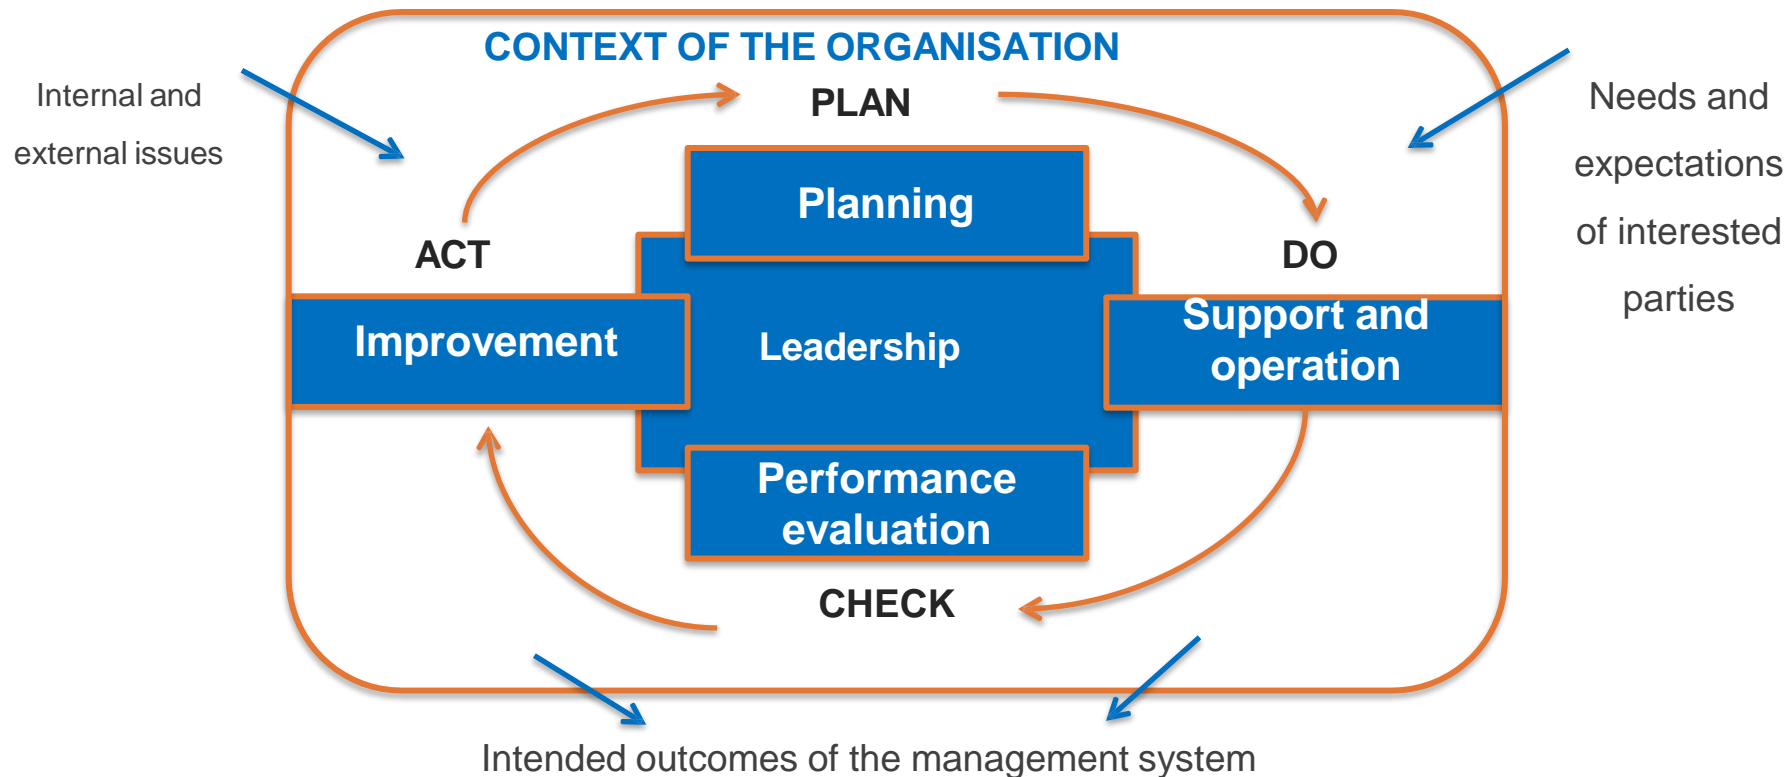 CONTEXT OF THE ORGANISATION
Internal and
external issues
PLAN
Needs and
expectations
of interested
parties
Planning
ACT
DO
Improvement
Leadership
Support and
operation
Performance
evaluation
CHECK
Intended outcomes of the management system